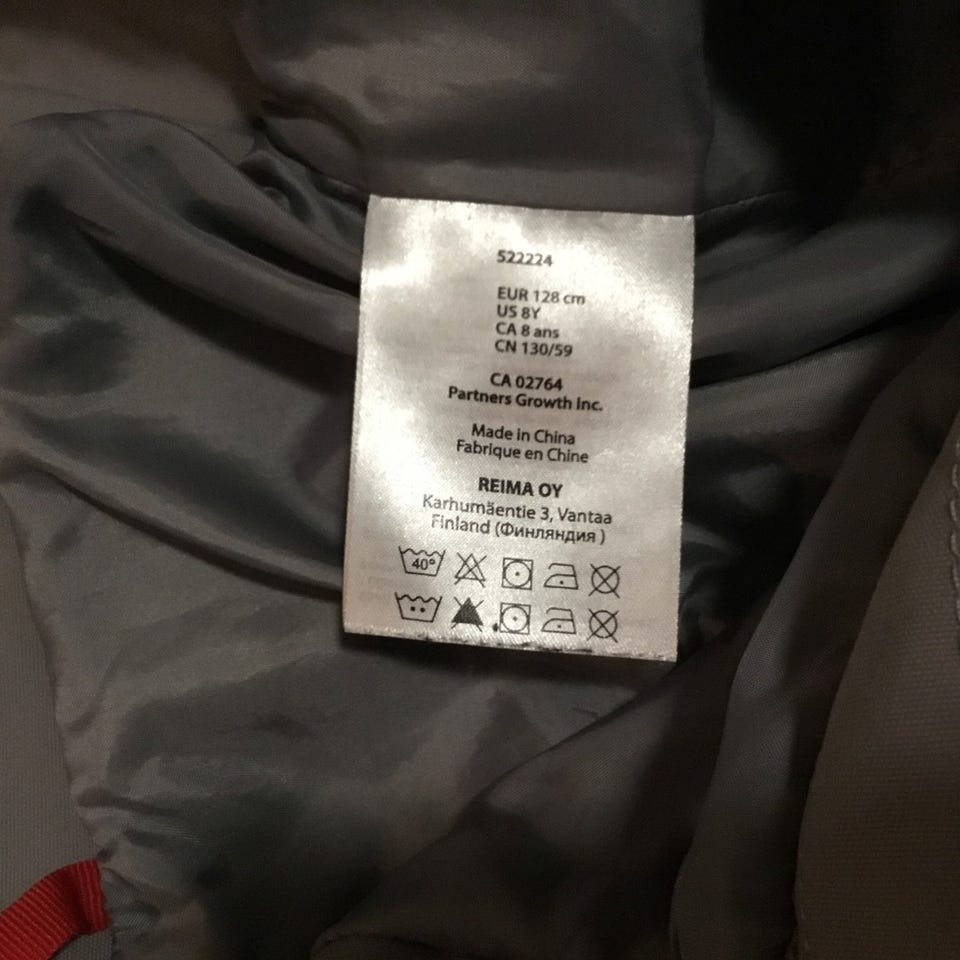 522224
EUR 128 cm
US 8Y
CA 8 ans
CN 130/59
CA 02764
Partners Growth Inc.
Made in China
Fabrique en Chine
REIMA OY
Karhumäentie 3, Vantaa
Finland (Финляндия )
40°